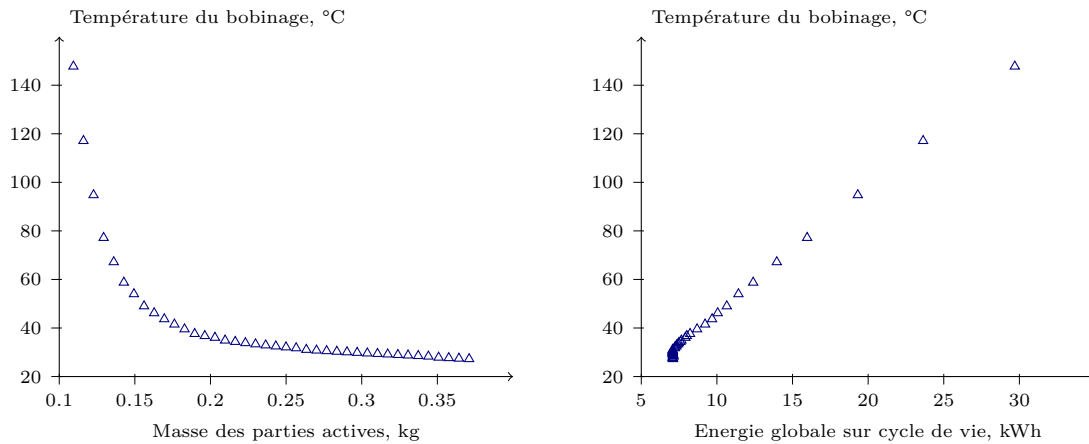 Température du bobinage, °C
140
120
100
80
60
40
20
0.1 0.15 0.2 0.25 0.3 0.35
Masse des parties actives, kg
Température du bobinage, °C
140
120
100
80
60
40
20
5 10 15 20 25 30
Energie globale sur cycle de vie, kWh